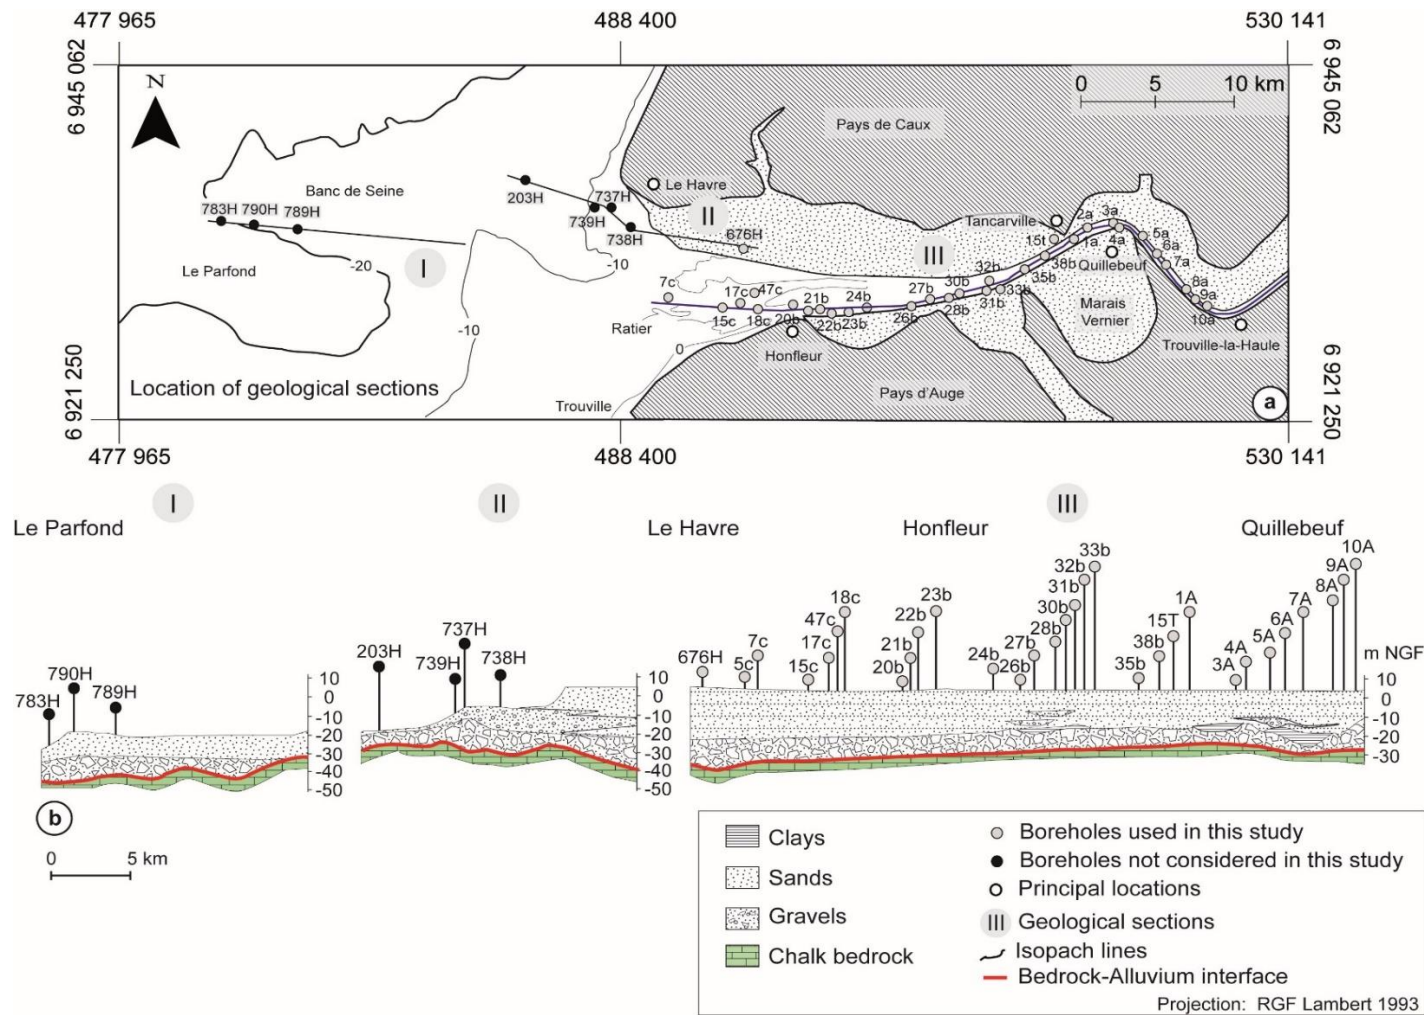 477 965
488 400
530 141
6 945 062
6 945 062
N
0 5 10 km
Pays de Caux
Le Havre
Banc de Seine
203H
737H
739H
738H
II
676H
Tancarville
2a
3a
15t
1a
4a
5a
6a
7a
8a
9a
10a
38b
Quillebeuf
783H
790H
789H
Le Parfond
-20
I
-10
-10
III
32b
35b
30b
27b
33b
31b
28b
26b
24b
21b
23b
22b
20b
47c
17c
7c
15c
18c
Ratier
0
Honfleur
Marais
Vernier
Trouville-la-Haule
Pays d'Auge
Trouville
Location of geological sections
a
6 921 250
6 921 250
477 965
488 400
530 141
I
II
III
Le Parfond
Le Havre
Honfleur
Quillebeuf
783H
790H
789H
10
0
-10
-20
-30
-40
-50
203H
739H
737H
738H
10
0
-10
-20
-30
-40
-50
676H
5c
7c
15c
17c
47c
18c
20b
21b
22b
23b
24b
26b
27b
28b
30b
31b
32b
33b
35b
38b
15T
1A
3A
4A
5A
6A
7A
8A
9A
10A
m NGF
10
0
-10
-20
-30
b
0 5 km
Clays
Sands
Gravels
Chalk bedrock
Boreholes used in this study
Boreholes not considered in this study
Principal locations
III Geological sections
Isopach lines
Bedrock-Alluvium interface
Projection: RGF Lambert 1993